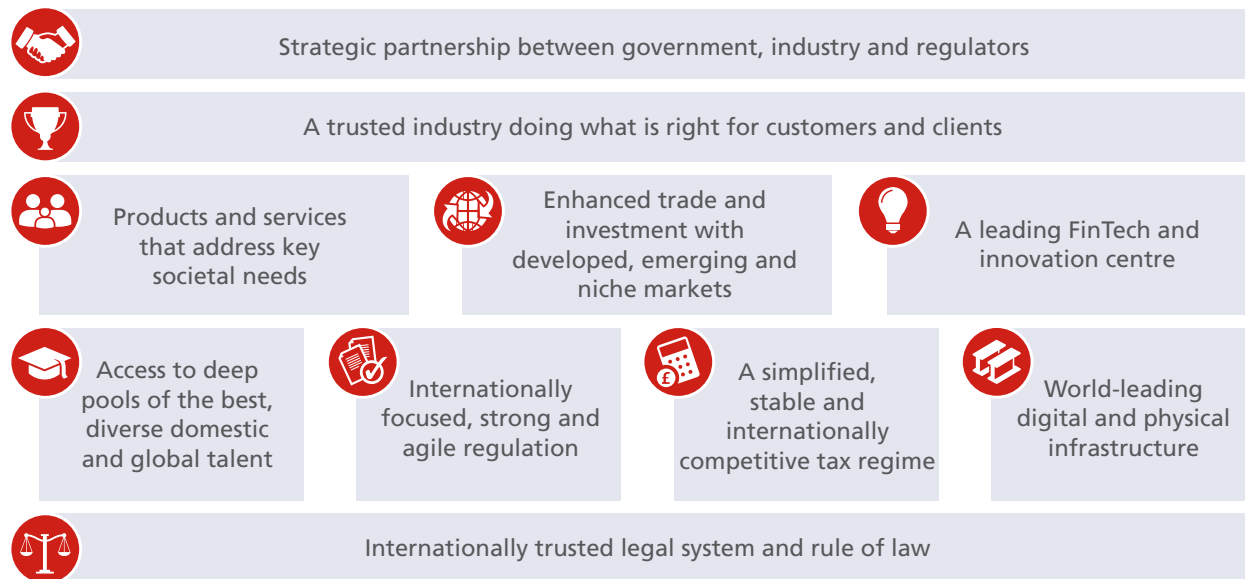 Strategic partnership between government, industry and regulators
A trusted industry doing what is right for customers and clients
Products and services
that address key
societal needs
Enhanced trade and
investment with
developed, emerging and
niche markets
A leading FinTech and
innovation centre
Access to deep
pools of the best,
diverse domestic
and global talent
Internationally
focused, strong and
agile regulation
£
A simplified,
stable and
internationally
competitive tax regime
World-leading
digital and physical
infrastructure
Internationally trusted legal system and rule of law